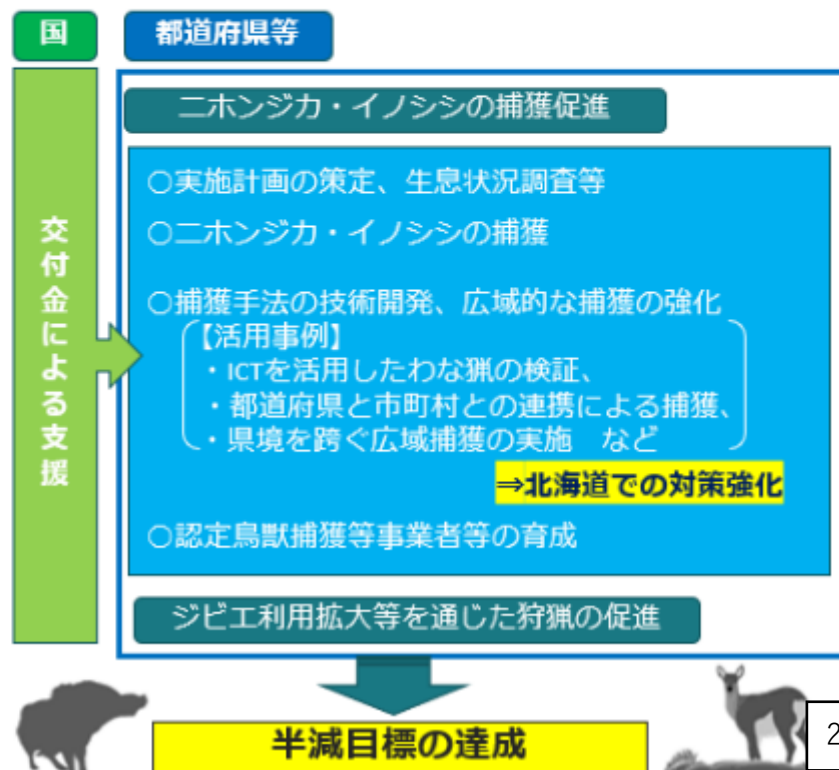 国
都道府県等
交付金による支援
ニホンジカ・イノシシの捕獲促進
○実施計画の策定、生息状況調査等
○ニホンジカ・イノシシの捕獲
○捕獲手法の技術開発、広域的な捕獲の強化
【活用事例】
・ICTを活用したわな猟の検証、
・都道府県と市町村との連携による捕獲、
・県境を跨ぐ広域捕獲の実施　など
⇒北海道での対策強化
○認定鳥獣捕獲等事業者等の育成
ジビエ利用拡大等を通じた狩猟の促進
半減目標の達成
2